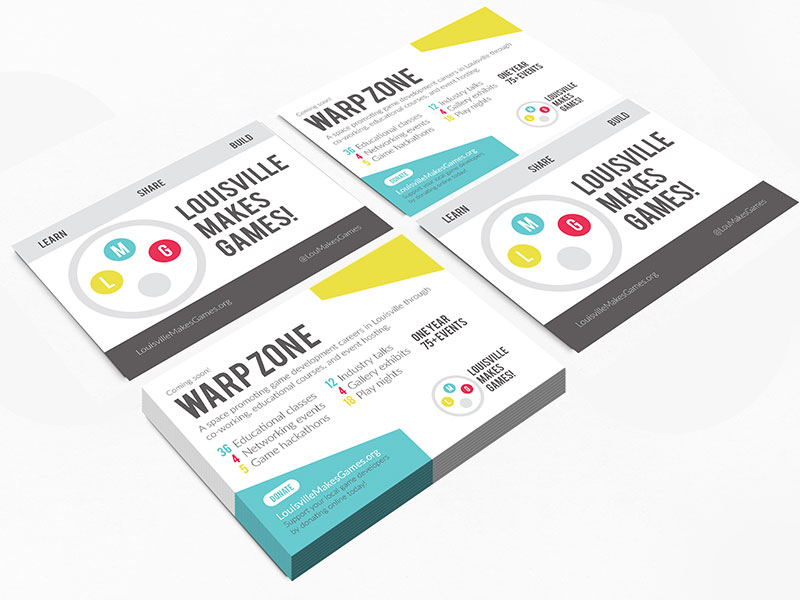 LEARN
SHARE
BUILD
M
G
L
LOUISVILLE
MAKES
GAMES!
LouisvilleMakesGames.org
@LouMakesGames
Coming soon!
WARP ZONE
A space promoting game development careers in Louisville through
co-working, educational courses, and event hosting.
36 Educational classes
4 Networking events
5 Game hackathons
12 Industry talks
4 Gallery exhibits
18 Play nights
ONE YEAR
75+ EVENTS
M
G
L
LOUISVILLE
MAKES
GAMES!
DONATE
LouisvilleMakesGames.org
Support your local game developers
by donating online today!
LEARN
SHARE
BUILD
M
G
L
LOUISVILLE
MAKES
GAMES!
LouisvilleMakesGames.org
@LouMakesGames
Coming soon!
WARP ZONE
A space promoting game development careers in Louisville through
co-working, educational courses, and event hosting.
36 Educational classes
4 Networking events
5 Game hackathons
12 Industry talks
4 Gallery exhibits
18 Play nights
ONE YEAR
75+EVENTS
M
G
L
LOUISVILLE
MAKES
GAMES!
DONATE
LouisvilleMakesGames.org
Support your local game developers
by donating online today!